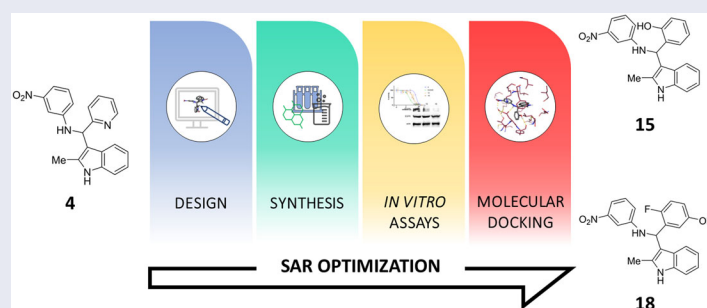 O₂N
HN
N
Me
N
H
4
DESIGN
SYNTHESIS
IN VITRO
ASSAYS
MOLECULAR
DOCKING
SAR OPTIMIZATION
O₂N
HO
HN
Me
N
H
15
O₂N
F
O
HN
Me
N
H
18